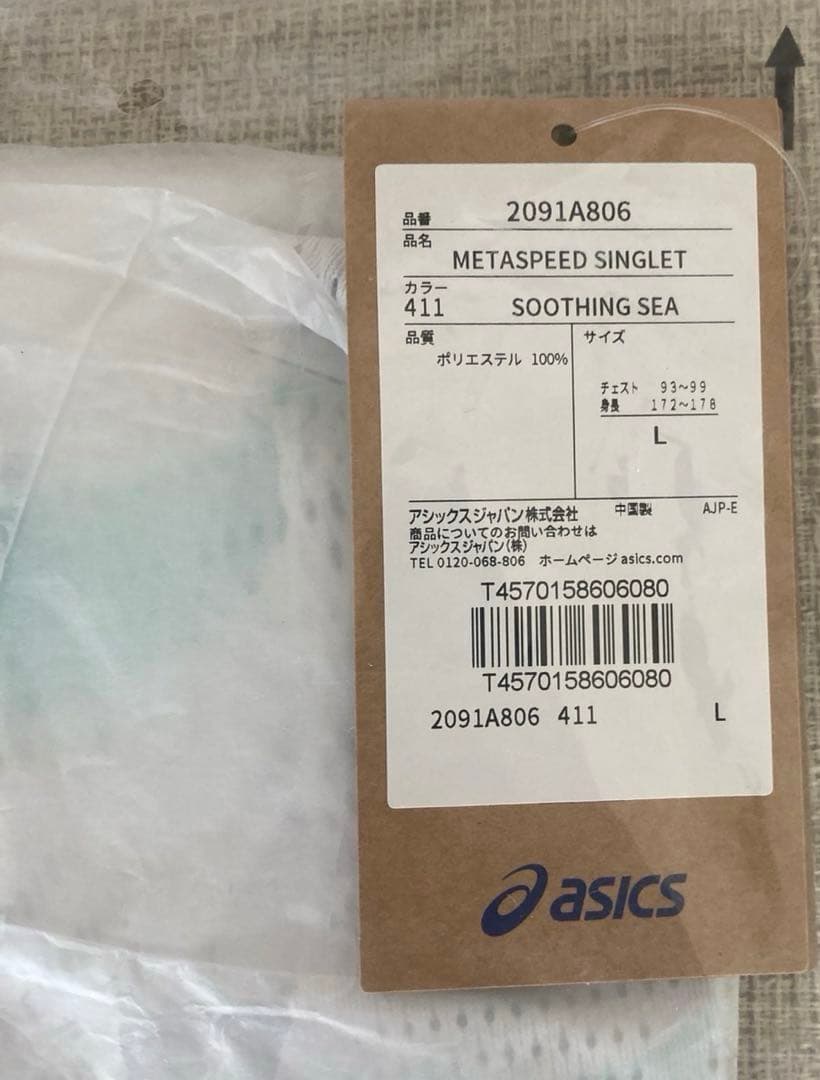 品番 2091A806
品名
METASPEED SINGLET
カラー
411 SOOTHING SEA
品質
ポリエステル 100%
サイズ
チェスト 93~99
身長 172~178
L
アシックスジャパン株式会社 中国製 AJP-E
商品についてのお問い合わせは
アシックスジャパン(株)
TEL 0120-068-806 ホームページ asics.com
T4570158606080
T4570158606080
2091A806 411 L
asics